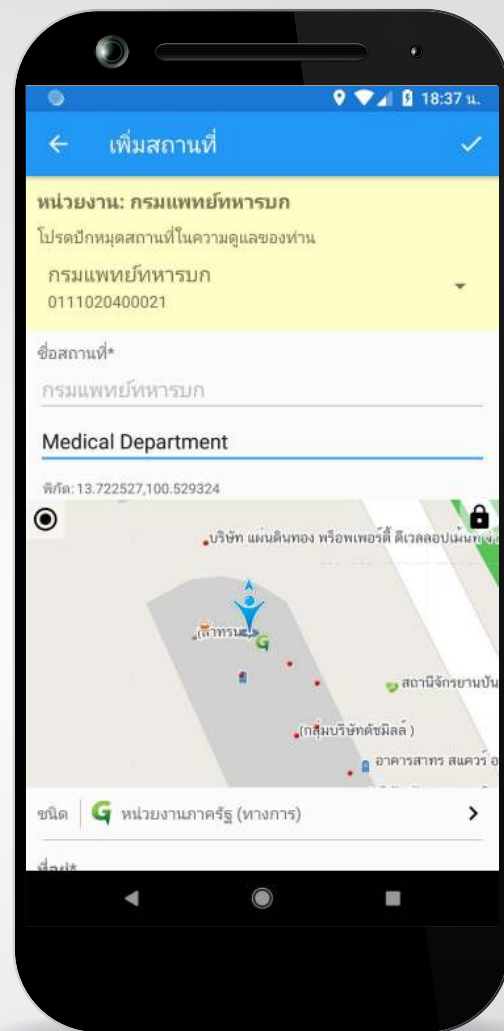 18:37 น.
เพิ่มสถานที่
หน่วยงาน: กรมแพทย์ทหารบก
โปรดปักหมุดสถานที่ในความดูแลของท่าน
กรมแพทย์ทหารบก
0111020400021
ชื่อสถานที่*
กรมแพทย์ทหารบก
Medical Department
พิกัด: 13.722527,100.529324
บริษัท แผ่นดินทอง พร็อพเพอร์ตี้ ดีเวลลอปเม้นท์
G
สถานีจักรยานปัน
(กลุ่มบริษัทดัชมิลล์ )
อาคารสาทร สแควร์ อ
ชนิด G หน่วยงานภาครัฐ (ทางการ)
ที่อยู่*